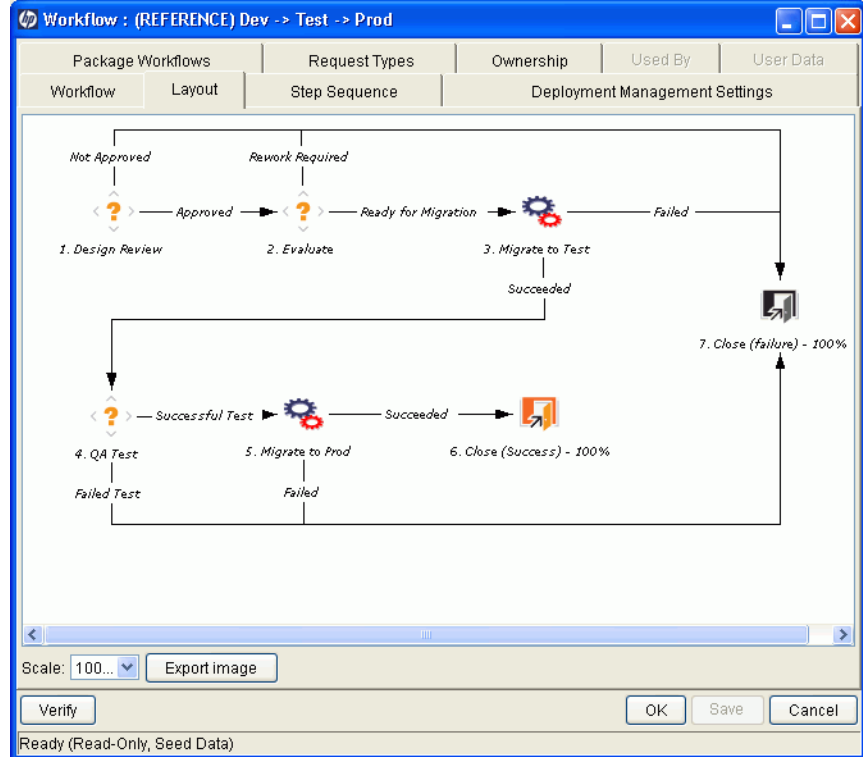 hp Workflow : (REFERENCE) Dev -> Test -> Prod
Package Workflows Request Types Ownership Used By User Data
Workflow Layout Step Sequence Deployment Management Settings
Not Approved Rework Required
? Approved ? Ready for Migration Failed
1. Design Review 2. Evaluate 3. Migrate to Test
Succeeded
7. Close (failure) - 100%
? Successful Test Succeeded
4. QA Test 5. Migrate to Prod 6. Close (Success) - 100%
Failed Test Failed
Scale: 100... Export image
Verify OK Save Cancel
Ready (Read-Only, Seed Data)